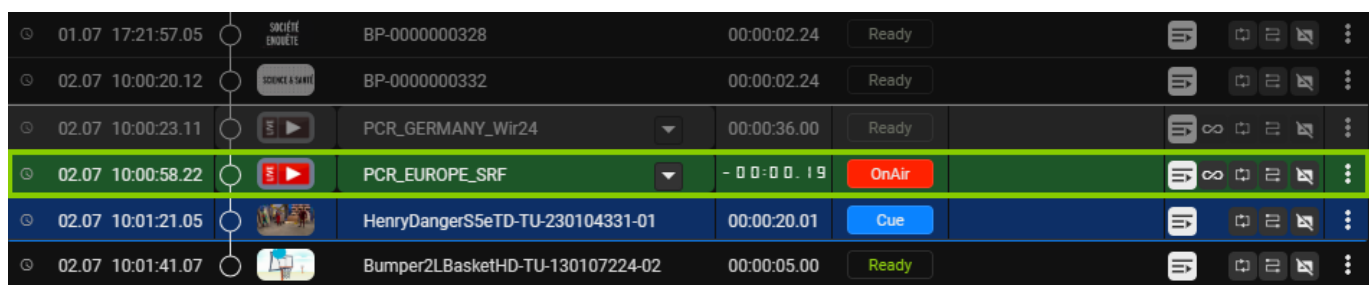 01.07 17:21:57.05 SOCIÉTÉ ENQUÊTE BP-0000000328 00:00:02.24 Ready
02.07 10:00:20.12 SCIENCE & SANTÉ BP-0000000332 00:00:02.24 Ready
02.07 10:00:23.11 LIVE PCR_GERMANY_Wir24 00:00:36.00 Ready
02.07 10:00:58.22 LIVE PCR_EUROPE_SRF -00:00.19 OnAir
02.07 10:01:21.05 HenryDangerS5eTD-TU-230104331-01 00:00:20.01 Cue
02.07 10:01:41.07 Bumper2LBasketHD-TU-130107224-02 00:00:05.00 Ready